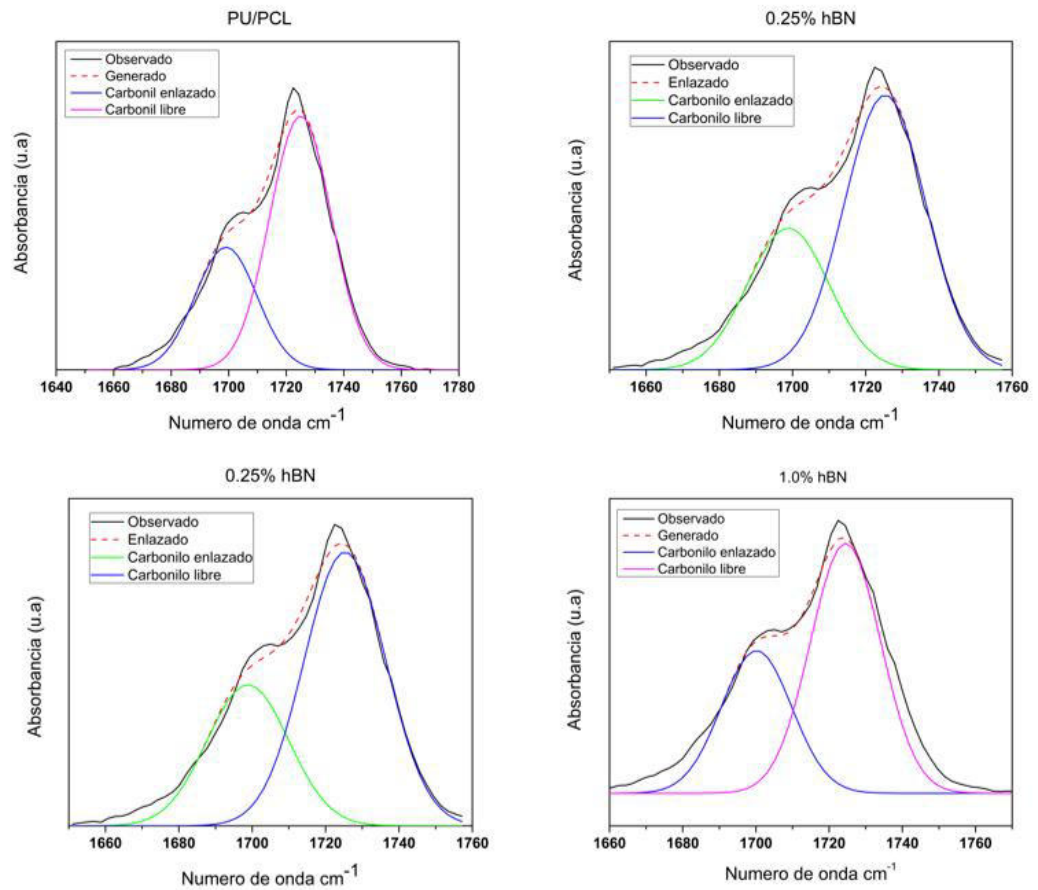 PU/PCL
Observado
Generado
Carbonil enlazado
Carbonil libre
Absorbancia (u.a)
1640 1660 1680 1700 1720 1740 1760 1780
Numero de onda cm-1
0.25% hBN
Observado
Enlazado
Carbonilo enlazado
Carbonilo libre
Absorbancia (u.a)
1660 1680 1700 1720 1740 1760
Numero de onda cm-1
0.25% hBN
Observado
Enlazado
Carbonilo enlazado
Carbonilo libre
Absorbancia (u.a)
1660 1680 1700 1720 1740 1760
Numero de onda cm-1
1.0% hBN
Observado
Generado
Carbonilo enlazado
Carbonilo libre
Absorbancia (u.a)
1660 1680 1700 1720 1740 1760
Numero de onda cm-1